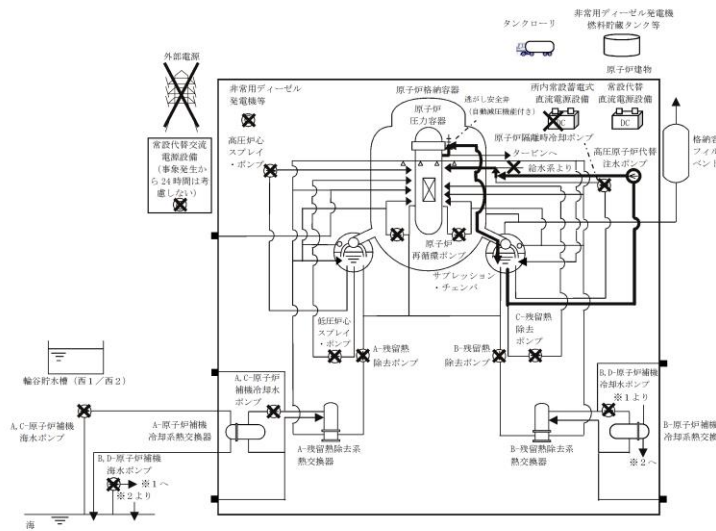 タンクローリ
非常用ディーゼル発電機
燃料貯蔵タンク等
外部電源
原子炉建物
非常用ディーゼル
発電機等
原子炉格納容器
原子炉
圧力容器
逃がし安全弁
(自動減圧機能付き)
所内常設蓄電式
直流電源設備
常設代替
直流電源設備
DC
DC
常設代替交流
電源設備
(事象発生か
ら24時間は考
慮しない)
高圧炉心
スプレイ・
ポンプ
原子炉隔離時冷却ポンプ
タービンへ
給水系より
高圧原子炉代替
注水ポンプ
格納容
フィル
ベント
原子炉
再循環ポンプ
サプレッション
・チェンバ
低圧炉心
スプレイ・
ポンプ
A-残留熱
除去ポンプ
B-残留熱
除去ポンプ
C-残留熱
除去
ポンプ
輪谷貯水槽(西1/西2)
A,C-原子炉補機
海水ポンプ
A-原子炉補機
冷却系熱交換器
A,C-原子炉
補機冷却水
ポンプ
A-残留熱除去系
熱交換器
B-残留熱除去系
熱交換器
B,D-原子炉補機
冷却水ポンプ
※1より
B-原子炉補機
冷却系熱交換
※2へ
B,D-原子炉補機
海水ポンプ
※1へ
※2より
海